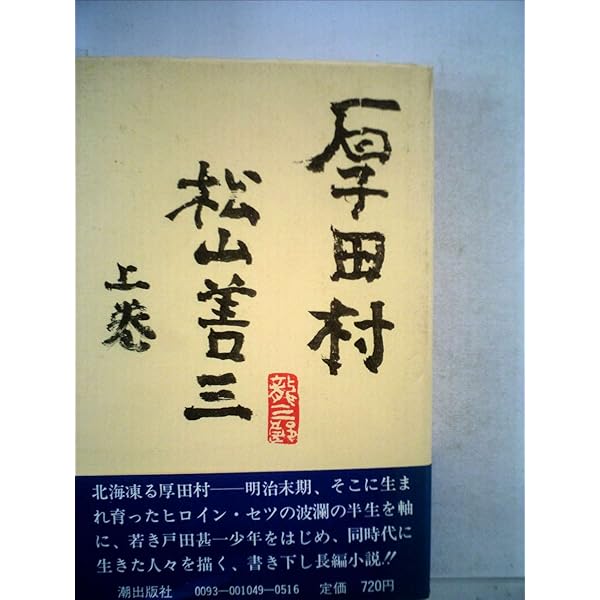 厚田村
松山善三
上巻
龍三郎
北海凍る厚田村――明治末期、そこに生ま
れ育ったヒロイン・セツの波瀾の半生を軸
に、若き戸田甚一少年をはじめ、同時代に
生きた人々を描く、書き下し長編小説!!
潮出版社 0093-001049-0516 定価 720円